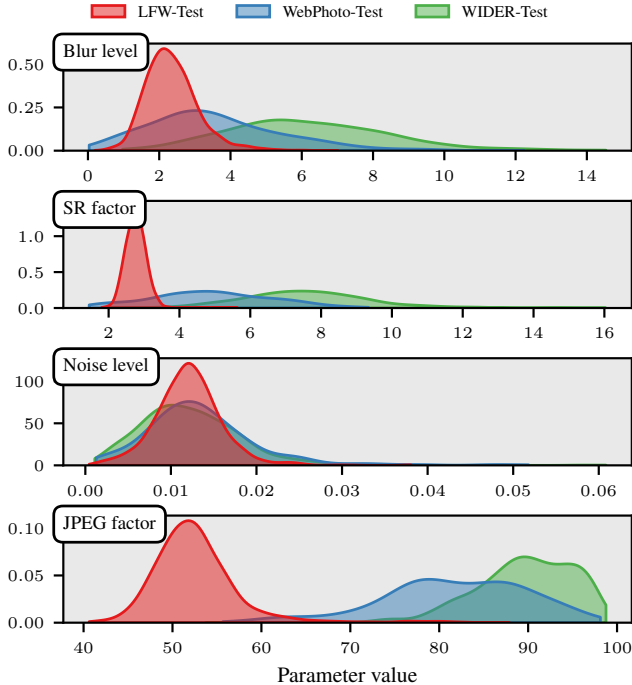 LFW-Test WebPhoto-Test WIDER-Test
Blur level
0.50
0.25
0.00
0 2 4 6 8 10 12 14
SR factor
1.0
0.5
0.0
2 4 6 8 10 12 14 16
Noise level
100
50
0
0.00 0.01 0.02 0.03 0.04 0.05 0.06
JPEG factor
0.10
0.05
0.00
40 50 60 70 80 90 100
Parameter value